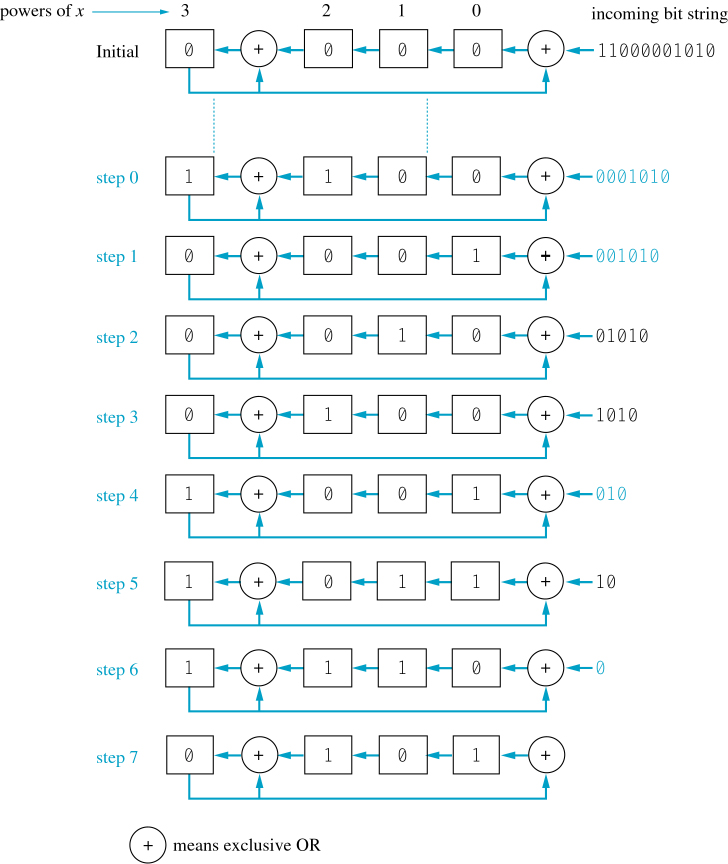 powers of x 3 2 1 0 incoming bit string
Initial 0 + 0 0 0 + 11000001010
step 0 1 + 1 0 0 + 0001010
step 1 0 + 0 0 1 + 001010
step 2 0 + 0 1 0 + 01010
step 3 0 + 1 0 0 + 1010
step 4 1 + 0 0 1 + 010
step 5 1 + 0 1 1 + 10
step 6 1 + 1 1 0 + 0
step 7 0 + 1 0 1 +
+ means exclusive OR